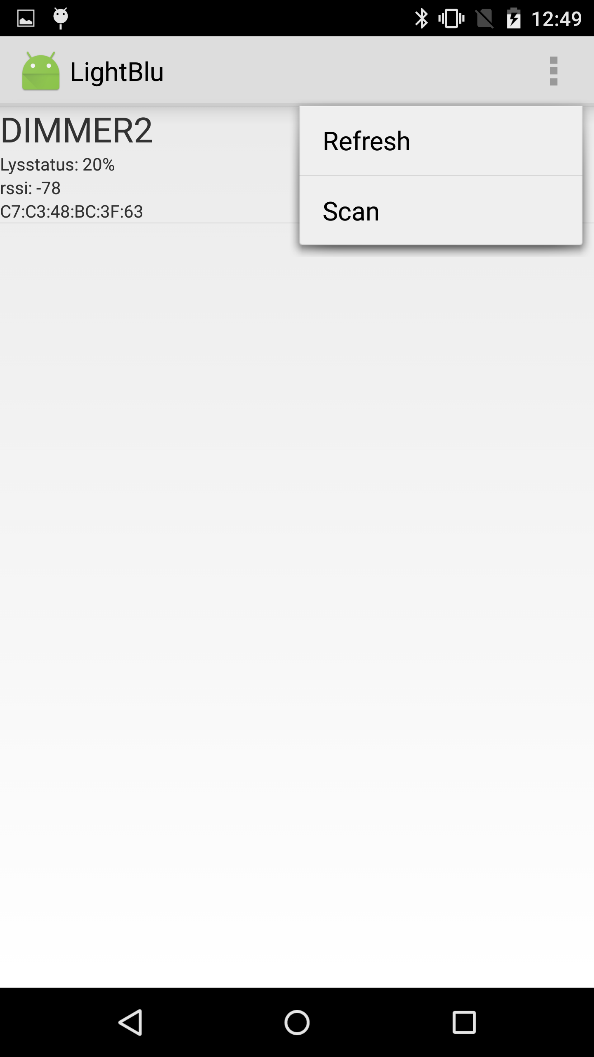 12:49
LightBlu
DIMMER2
Lysstatus: 20%
rssi: -78
C7:C3:48:BC:3F:63
Refresh
Scan